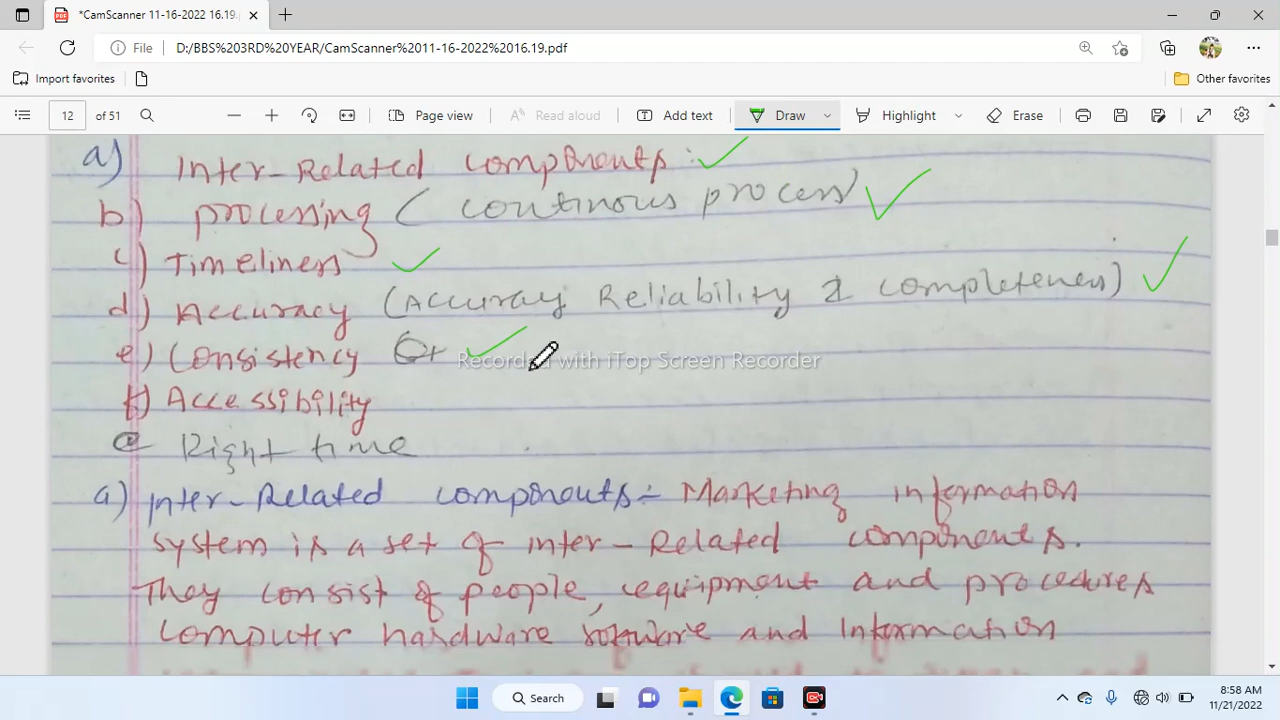 *CamScanner 11-16-2022 16.19.
File D:/BBS%203RD%20YEAR/CamScanner%2011-16-2022%2016.19.pdf
Import favorites
Other favorites
12 of 51 Page view Read aloud Add text Draw Highlight Erase
a) Inter-Related components :
b) processing ( continous process)
c) Timeliness
d) Accuracy (Accuracy Reliability & completeness)
e) Consistency
Recorded with iTop Screen Recorder
f) Accessibility
Right time
a) Inter-Related components:- Marketing information
system is a set of inter-Related components.
They consist of people, equipment and procedures
computer hardware software and information
Search
8:58 AM
11/21/2022